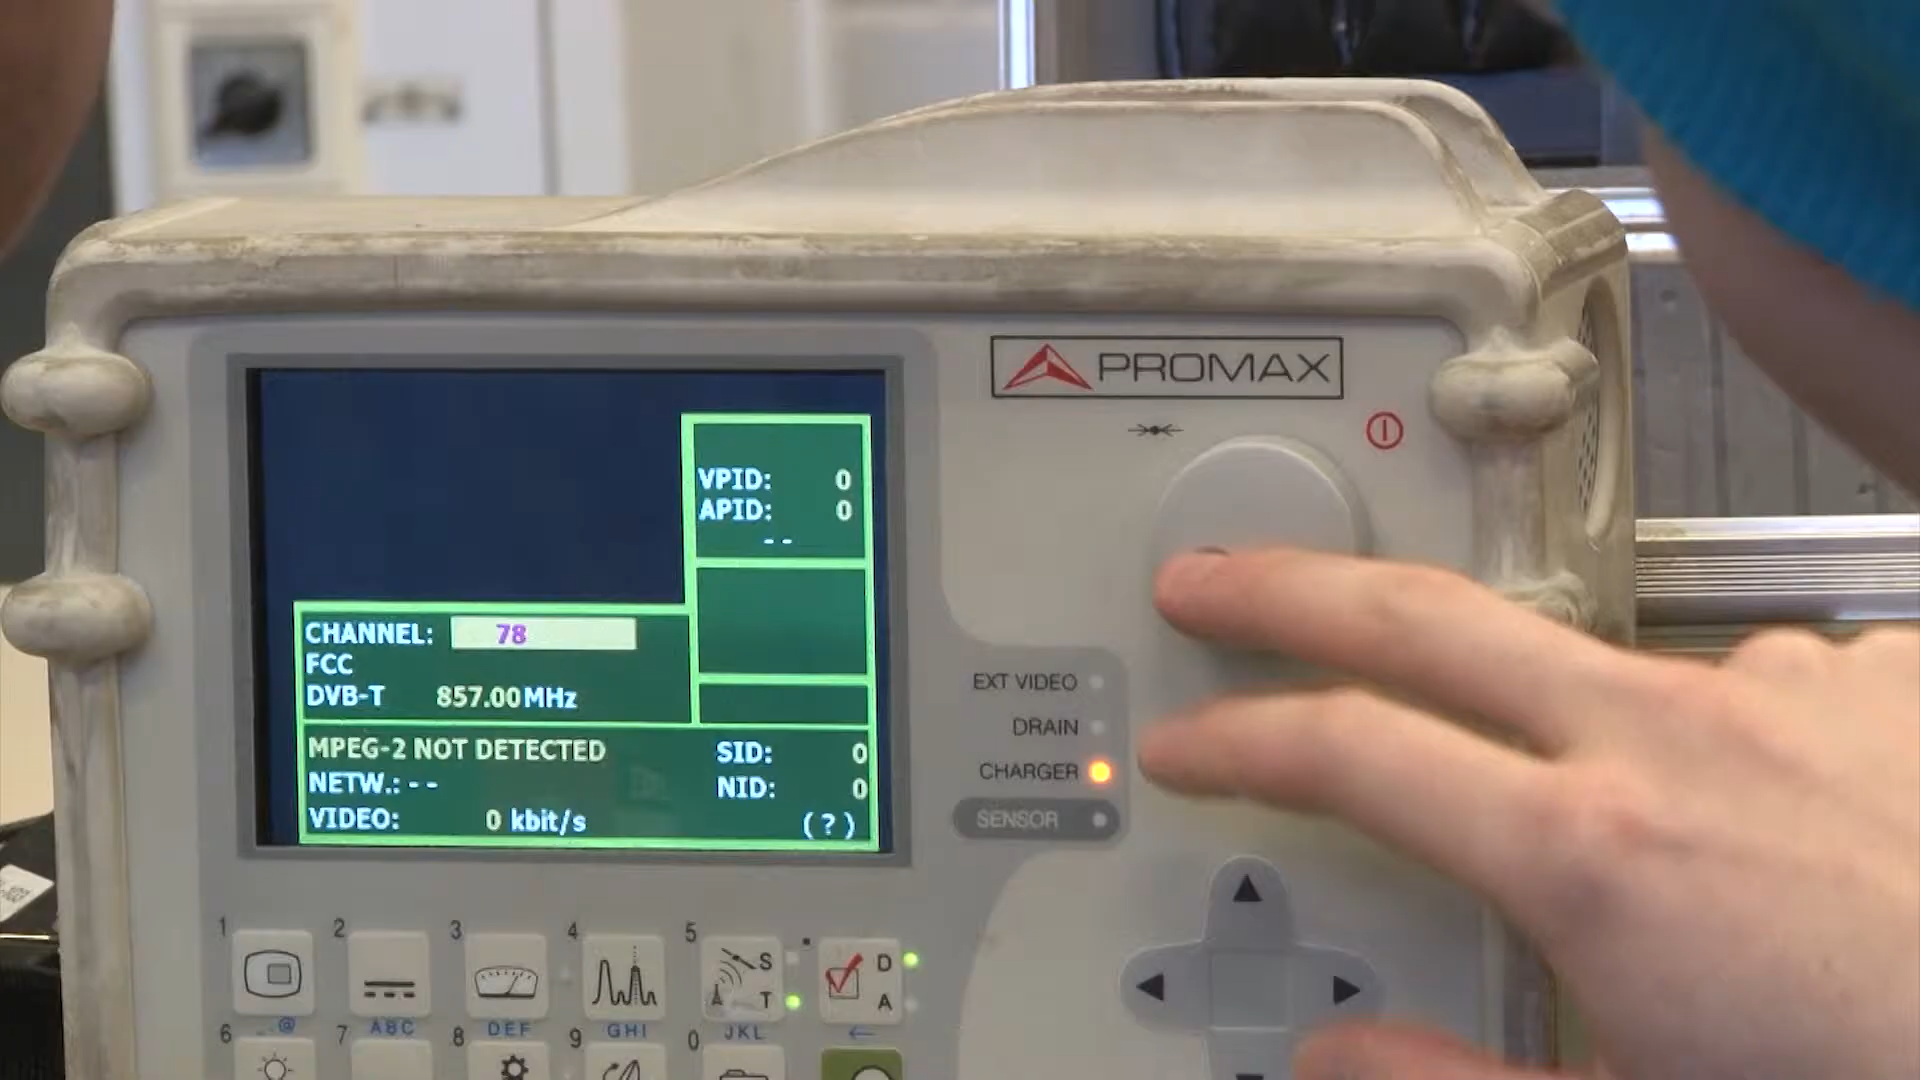 PROMAX
VPID: 0
APID: 0
--
CHANNEL: 78
FCC
DVB-T 857.00MHz
MPEG-2 NOT DETECTED SID: 0
NETW.: -- NID: 0
VIDEO: 0 kbit/s (?)
EXT VIDEO
DRAIN
CHARGER
SENSOR
1 2 3 4 5
S D
T A
6 _@ 7 ABC 8 DEF 9 GHI 0 JKL ←